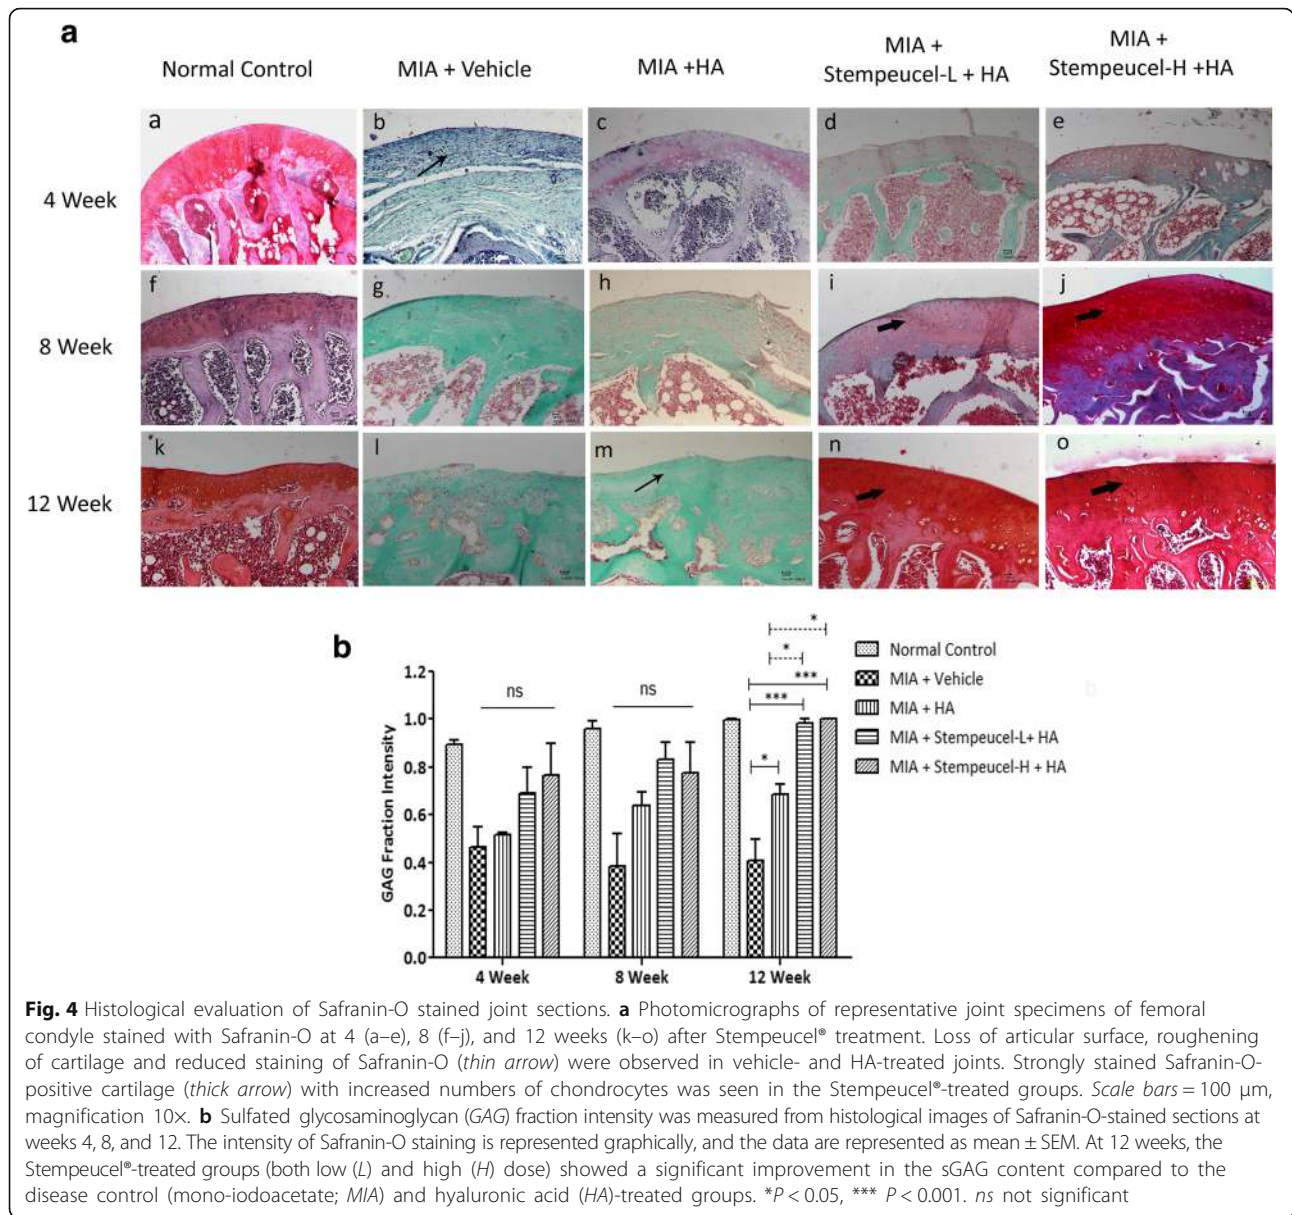 a
Normal Control
MIA + Vehicle
MIA +HA
MIA +
Stempeucel-L + HA
MIA +
Stempeucel-H +HA
4 Week
a
b
c
d
e
8 Week
f
g
h
i
j
12 Week
k
l
m
n
o
b
GAG Fraction Intensity
1.2
1.0
0.8
0.6
0.4
0.2
0.0
ns
ns
*
*
***
***
*
4 Week
8 Week
12 Week
Normal Control
MIA + Vehicle
MIA + HA
MIA + Stempeucel-L+ HA
MIA + Stempeucel-H + HA
b
Fig. 4 Histological evaluation of Safranin-O stained joint sections. a Photomicrographs of representative joint specimens of femoral
condyle stained with Safranin-O at 4 (a–e), 8 (f–j), and 12 weeks (k–o) after Stempeucel® treatment. Loss of articular surface, roughening
of cartilage and reduced staining of Safranin-O (thin arrow) were observed in vehicle- and HA-treated joints. Strongly stained Safranin-O-
positive cartilage (thick arrow) with increased numbers of chondrocytes was seen in the Stempeucel®-treated groups. Scale bars = 100 μm,
magnification 10×. b Sulfated glycosaminoglycan (GAG) fraction intensity was measured from histological images of Safranin-O-stained sections at
weeks 4, 8, and 12. The intensity of Safranin-O staining is represented graphically, and the data are represented as mean ± SEM. At 12 weeks, the
Stempeucel®-treated groups (both low (L) and high (H) dose) showed a significant improvement in the sGAG content compared to the
disease control (mono-iodoacetate; MIA) and hyaluronic acid (HA)-treated groups. *P < 0.05, *** P < 0.001. ns not significant